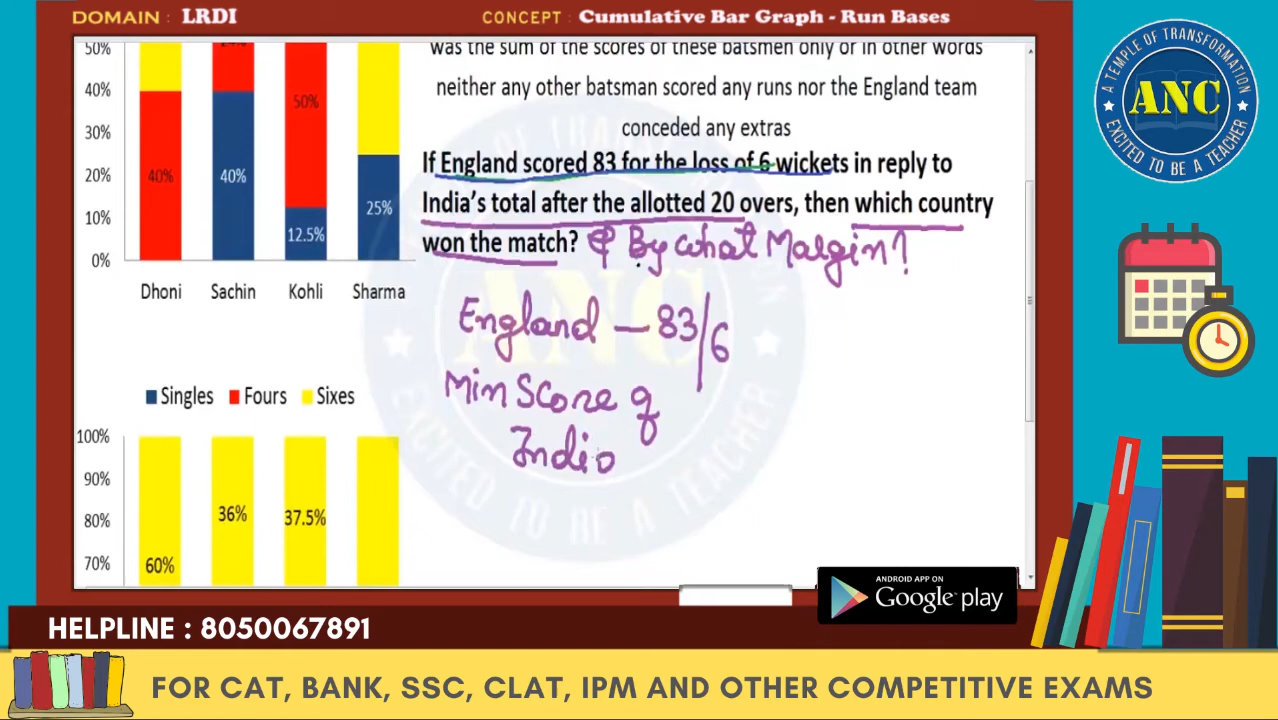 DOMAIN : LRDI
CONCEPT : Cumulative Bar Graph - Run Bases
was the sum of the scores of these batsmen only or in other words
neither any other batsman scored any runs nor the England team
conceded any extras
If England scored 83 for the loss of 6 wickets in reply to
India's total after the allotted 20 overs, then which country
won the match? & By what Margin?
England — 83/6
Min Score of
India
50%
40%
30%
20%
10%
0%
24%
50%
40%
40%
25%
12.5%
Dhoni Sachin Kohli Sharma
Singles Fours Sixes
100%
90%
80%
70%
36%
37.5%
60%
A TEMPLE OF TRANSFORMATION
ANC
EXCITED TO BE A TEACHER
ANDROID APP ON
Google play
HELPLINE : 8050067891
FOR CAT, BANK, SSC, CLAT, IPM AND OTHER COMPETITIVE EXAMS